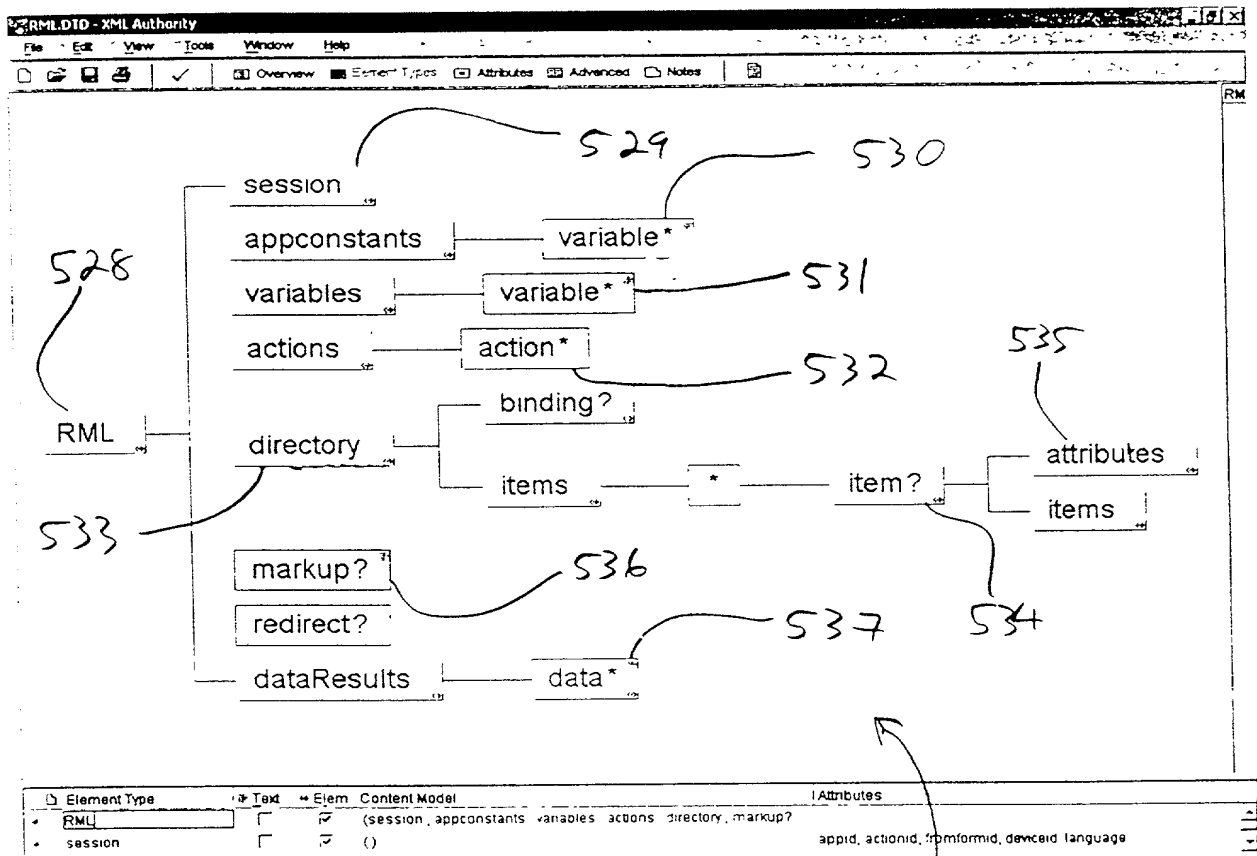 RML.DTD - XML Authority
File Edit View Tools Window Help
Overview Element Types Attributes Advanced Notes
RM
529
530
session
appconstants variable*
528
variables variable*
531
actions action*
535
532
binding?
RML
directory
attributes
items * item?
items
533
markup?
536
redirect?
537
534
dataResults data*
Element Type Text Elem Content Model Attributes
RML (session, appconstants variables actions directory, markup?
session () appid, actionid, fromformid, deviceid language